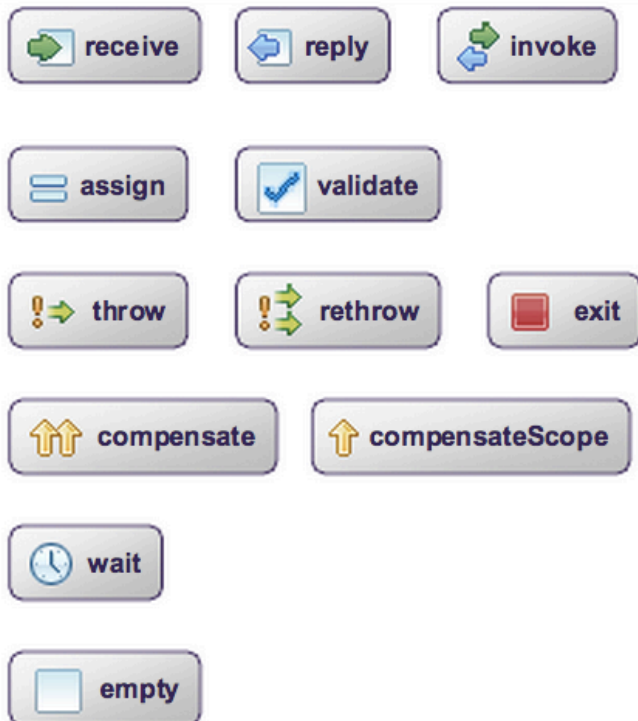 receive reply invoke
assign validate
throw rethrow exit
compensate compensateScope
wait
empty